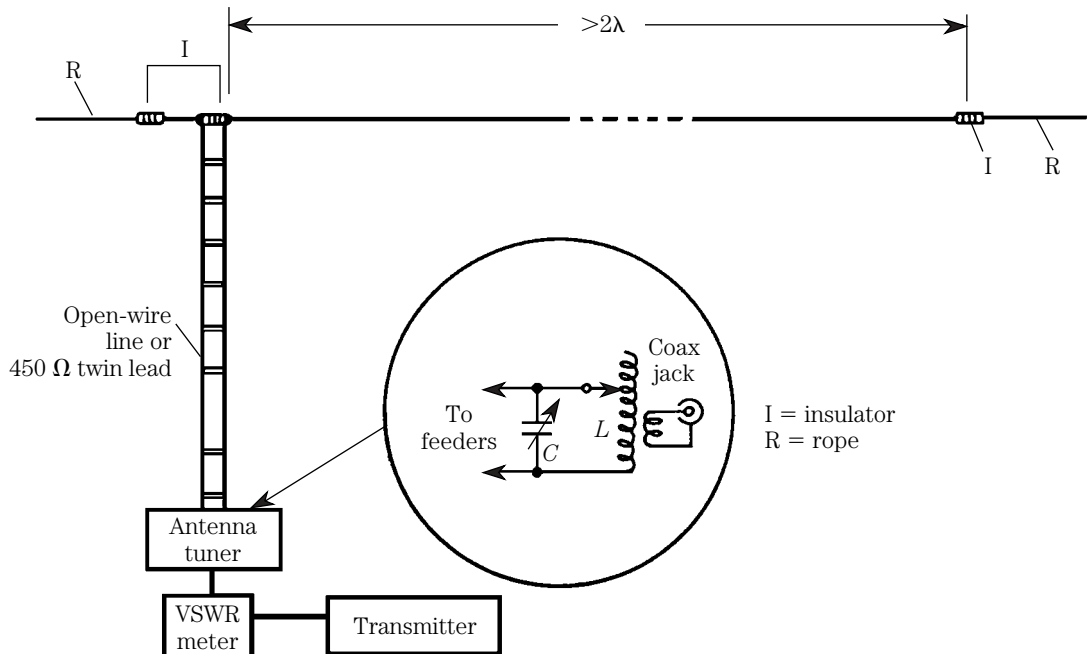 >2λ
I
R
I
R
Open-wire
line or
450 Ω twin lead
Coax
jack
To
feeders
L
C
I = insulator
R = rope
Antenna
tuner
VSWR
meter
Transmitter